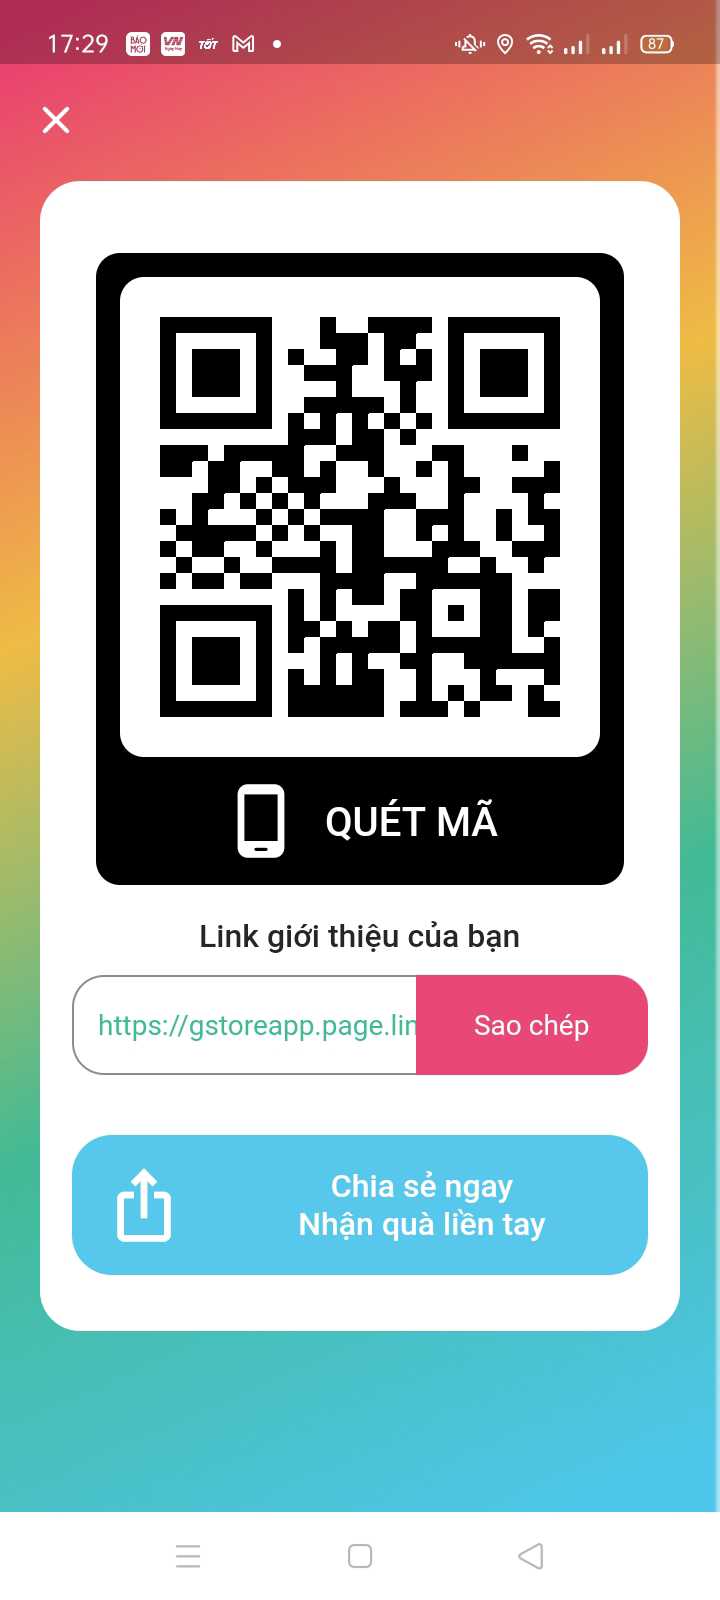 17:29
BÁO MỚI
VN
TỐT
87
QUÉT MÃ
Link giới thiệu của bạn
https://gstoreapp.page.lin
Sao chép
Chia sẻ ngay
Nhận quà liền tay